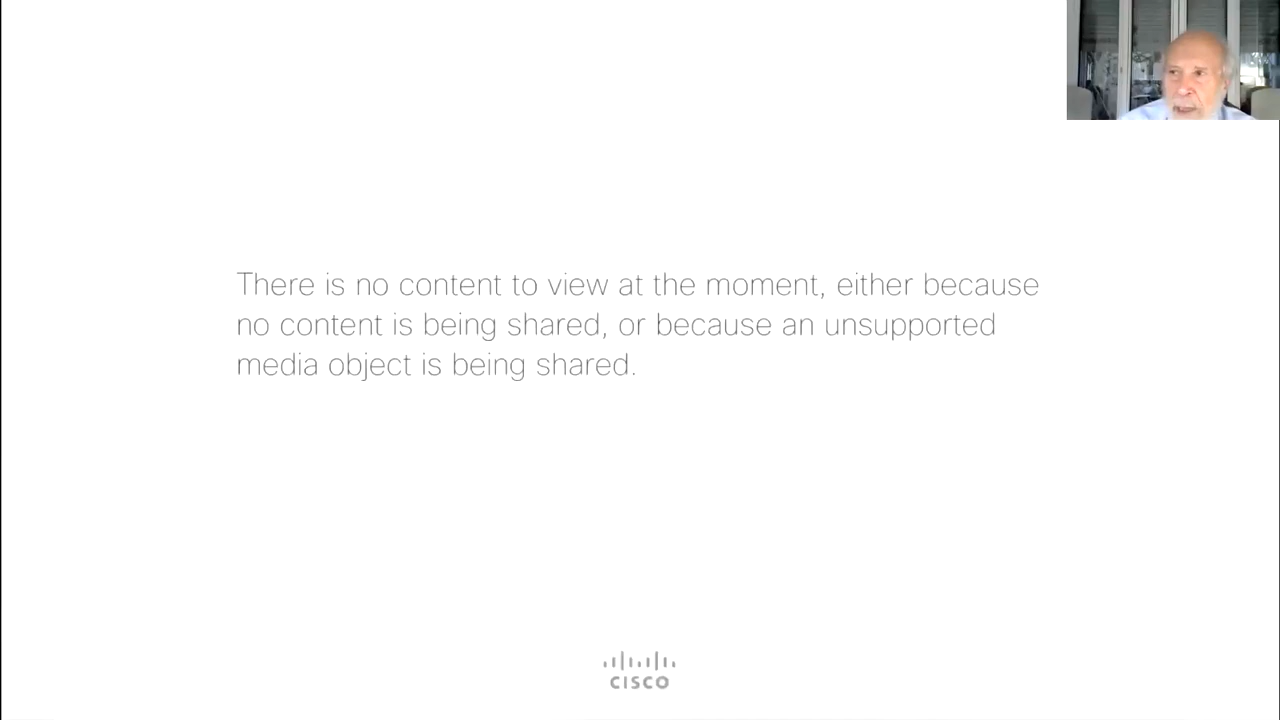 There is no content to view at the moment, either because
no content is being shared, or because an unsupported
media object is being shared.
CISCO